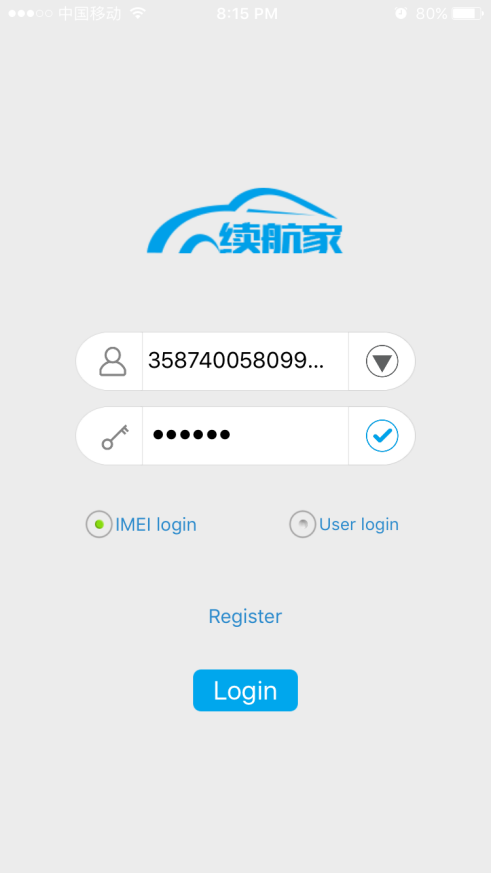 中国移动 8:15 PM 80%
续航家
358740058099...
••••••
IMEI login User login
Register
Login